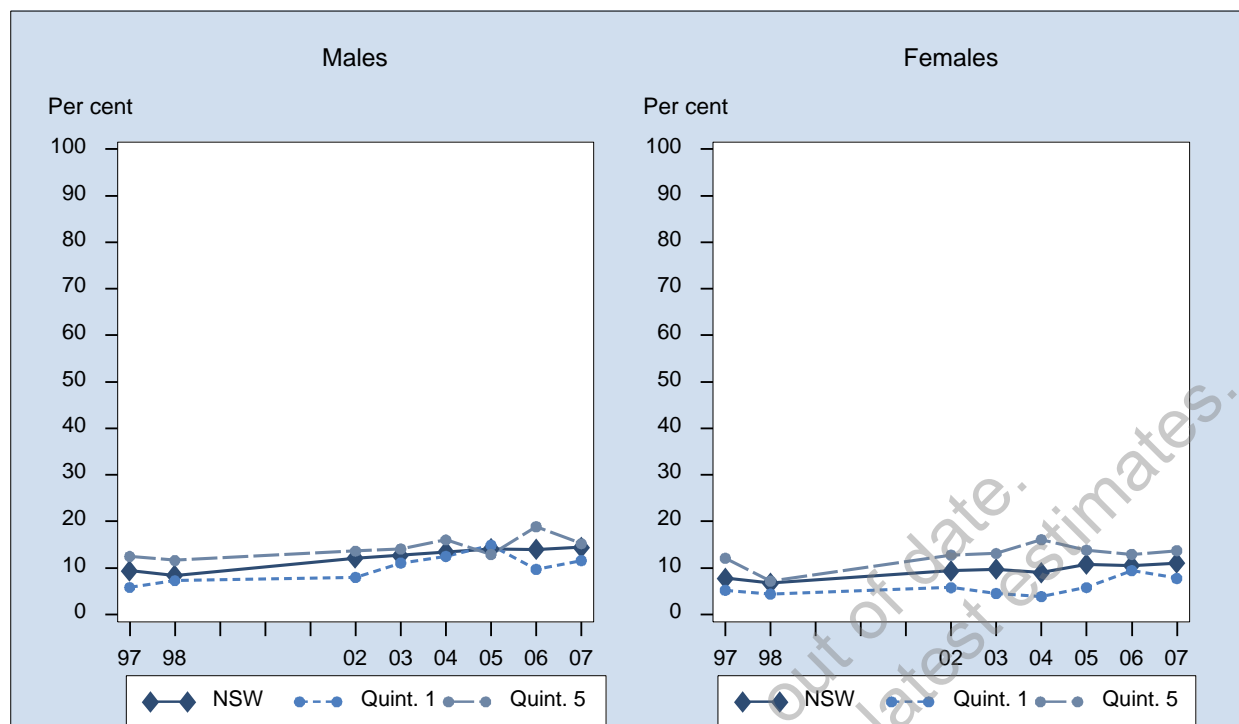 Males
Per cent
100
90
80
70
60
50
40
30
20
10
0
97 98 02 03 04 05 06 07
NSW Quint. 1 Quint. 5
Females
Per cent
100
90
80
70
60
50
40
30
20
10
0
97 98 02 03 04 05 06 07
NSW Quint. 1 Quint. 5
out of date.
latest estimates.